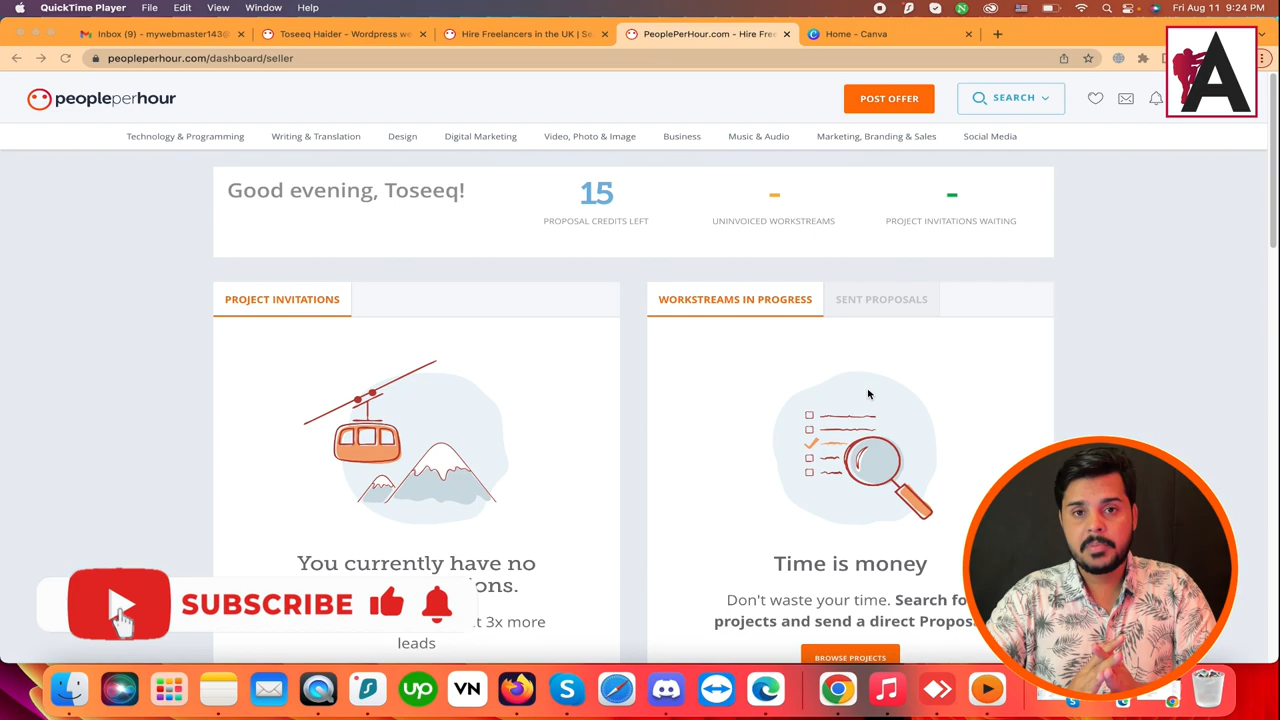 QuickTime Player File Edit View Window Help
Fri Aug 11 9:24 PM
Inbox (9) - mywebmaster143@
Toseeq Haider - Wordpress we
Hire Freelancers in the UK | Se
PeoplePerHour.com - Hire Free
Home - Canva
peopleperhour.com/dashboard/seller
A
peopleperhour
POST OFFER
SEARCH
Technology & Programming Writing & Translation Design Digital Marketing Video, Photo & Image Business Music & Audio Marketing, Branding & Sales Social Media
Good evening, Toseeq!
15
PROPOSAL CREDITS LEFT
-
UNINVOICED WORKSTREAMS
-
PROJECT INVITATIONS WAITING
PROJECT INVITATIONS
WORKSTREAMS IN PROGRESS
SENT PROPOSALS
You currently have no
ons.
t 3x more
leads
SUBSCRIBE
Time is money
Don't waste your time. Search fo
projects and send a direct Propos
BROWSE PROJECTS
up
VN